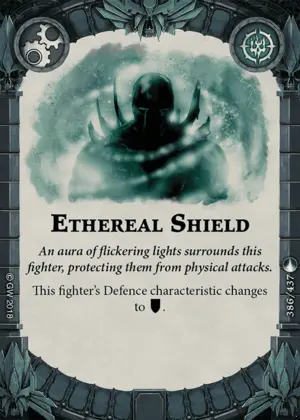 ETHEREAL SHIELD
An aura of flickering lights surrounds this
fighter, protecting them from physical attacks.
This fighter's Defence characteristic changes
to .
©GW 2018
386/437